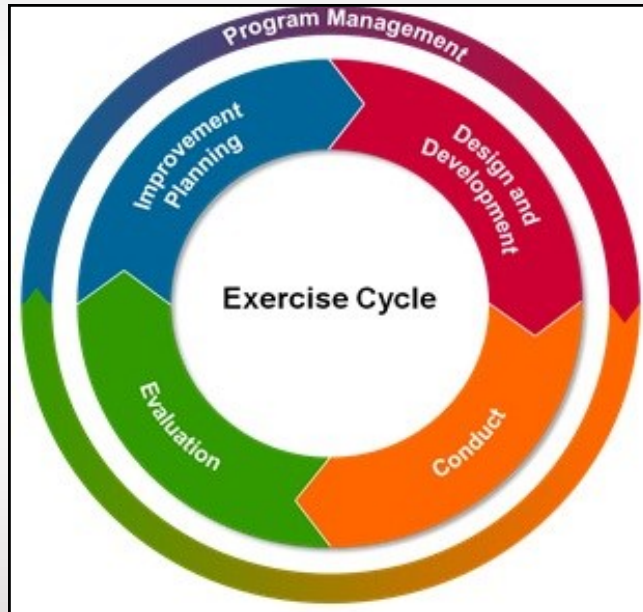 Program Management
Improvement
Planning
Design and
Development
Exercise Cycle
Evaluation
Conduct